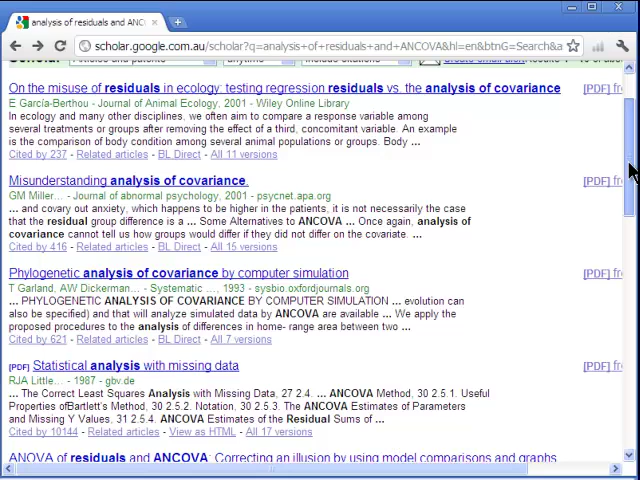 analysis of residuals and ANC
scholar.google.com.au/scholar?q=analysis+of+residuals+and+ANCOVA&hl=en&btnG=Search&a
On the misuse of residuals in ecology: testing regression residuals vs. the analysis of covariance [PDF] fr
E García-Berthou - Journal of Animal Ecology, 2001 - Wiley Online Library
In ecology and many other disciplines, we often aim to compare a response variable among
several treatments or groups after removing the effect of a third, concomitant variable. An example
is the comparison of body condition among several animal populations or groups. Body ...
Cited by 237 - Related articles - BL Direct - All 11 versions
Misunderstanding analysis of covariance. [PDF] fr
GM Miller... - Journal of abnormal psychology, 2001 - psycnet.apa.org
... and covary out anxiety, which happens to be higher in the patients, it is not necessarily the case
that the residual group difference is a ... Some Alternatives to ANCOVA ... Once again, analysis of
covariance cannot tell us how groups would differ if they did not differ on the covariate. ...
Cited by 416 - Related articles - BL Direct - All 15 versions
Phylogenetic analysis of covariance by computer simulation [PDF] fr
T Garland, AW Dickerman... - Systematic ..., 1993 - sysbio.oxfordjournals.org
... PHYLOGENETIC ANALYSIS OF COVARIANCE BY COMPUTER SIMULATION ... evolution can
also be specified) and that will analyze simulated data by ANCOVA are available ... We apply the
proposed procedures to the analysis of differences in home- range area between two ...
Cited by 621 - Related articles - BL Direct - All 7 versions
[PDF] Statistical analysis with missing data [PDF] fr
RJA Little... - 1987 - gbv.de
... The Correct Least Squares Analysis with Missing Data, 27 2.4. ... ANCOVA Method, 30 2.5.1. Useful
Properties ofBartlett's Method, 30 2.5.2. Notation, 30 2.5.3. The ANCOVA Estimates of Parameters
and Missing Y Values, 31 2.5.4. ANCOVA Estimates of the Residual Sums of ...
Cited by 10144 - Related articles - View as HTML - All 17 versions
ANOVA of residuals and ANCOVA: Correcting an illusion by using model comparisons and graphs